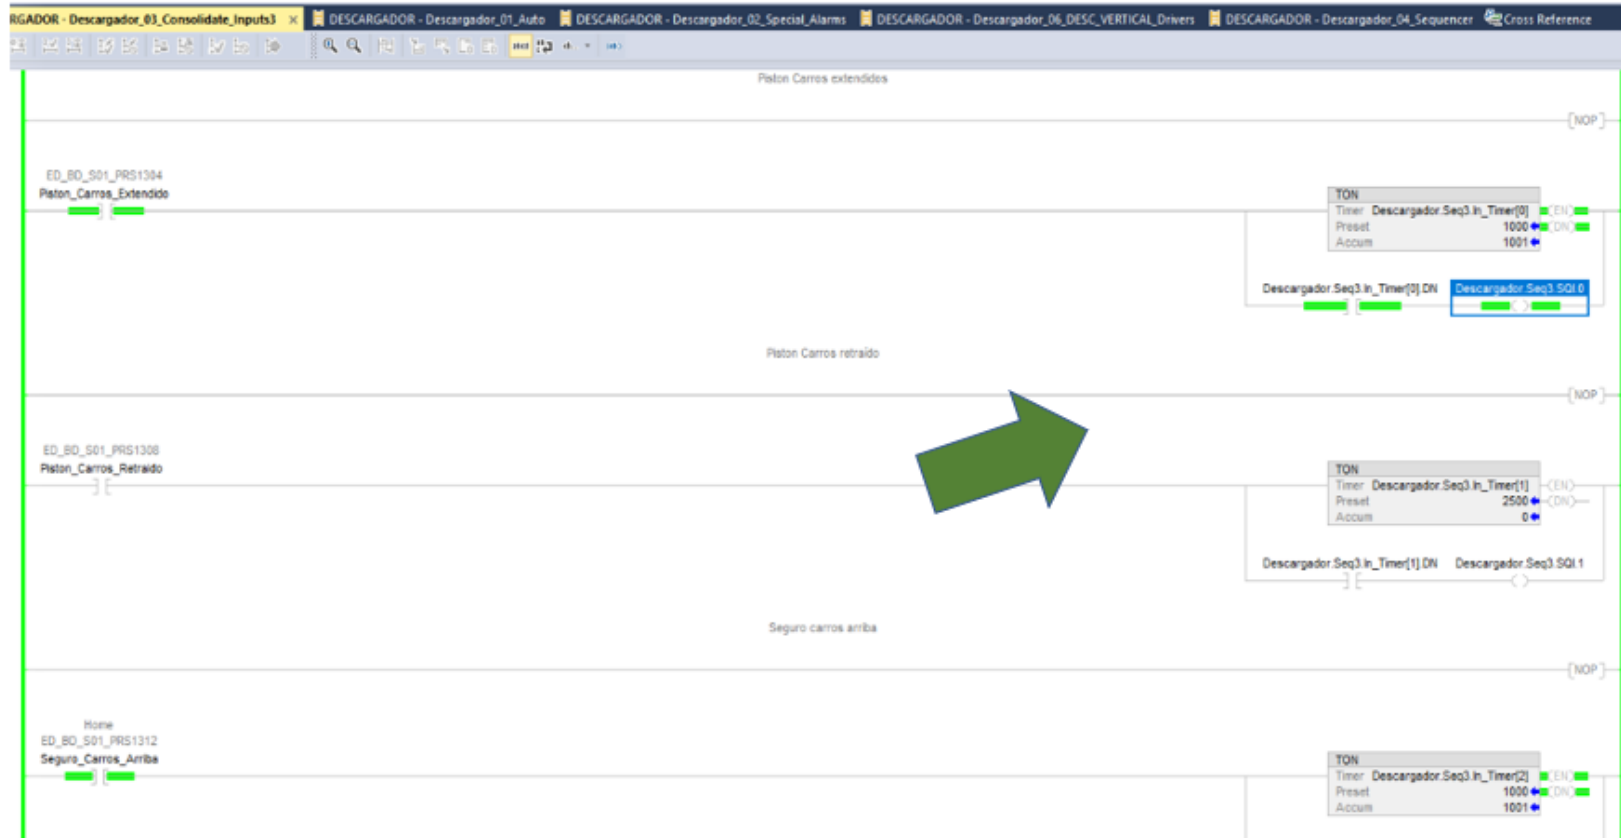 RGADOR - Descargador_03_Consolidate_Inputs3 × DESCARGADOR - Descargador_01_Auto DESCARGADOR - Descargador_02_Special_Alarms DESCARGADOR - Descargador_06_DESC_VERTICAL_Drivers DESCARGADOR - Descargador_04_Sequencer Cross Reference
Piston Carros extendidos
NOP
ED_BD_S01_PRS1304
Piston_Carros_Extendido
TON
Timer Descargador.Seq3.In_Timer[0] EN
Preset 1000 DN
Accum 1001
Descargador.Seq3.In_Timer[0].DN Descargador.Seq3.SQI.0
Piston Carros retraído
NOP
ED_BD_S01_PRS1308
Piston_Carros_Retraido
TON
Timer Descargador.Seq3.In_Timer[1] EN
Preset 2500 DN
Accum 0
Descargador.Seq3.In_Timer[1].DN Descargador.Seq3.SQI.1
Seguro carros arriba
NOP
Home
ED_BD_S01_PRS1312
Seguro_Carros_Arriba
TON
Timer Descargador.Seq3.In_Timer[2] EN
Preset 1000 DN
Accum 1001